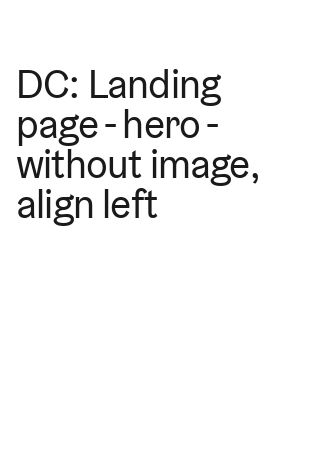 DC: Landing
page - hero -
without image,
align left